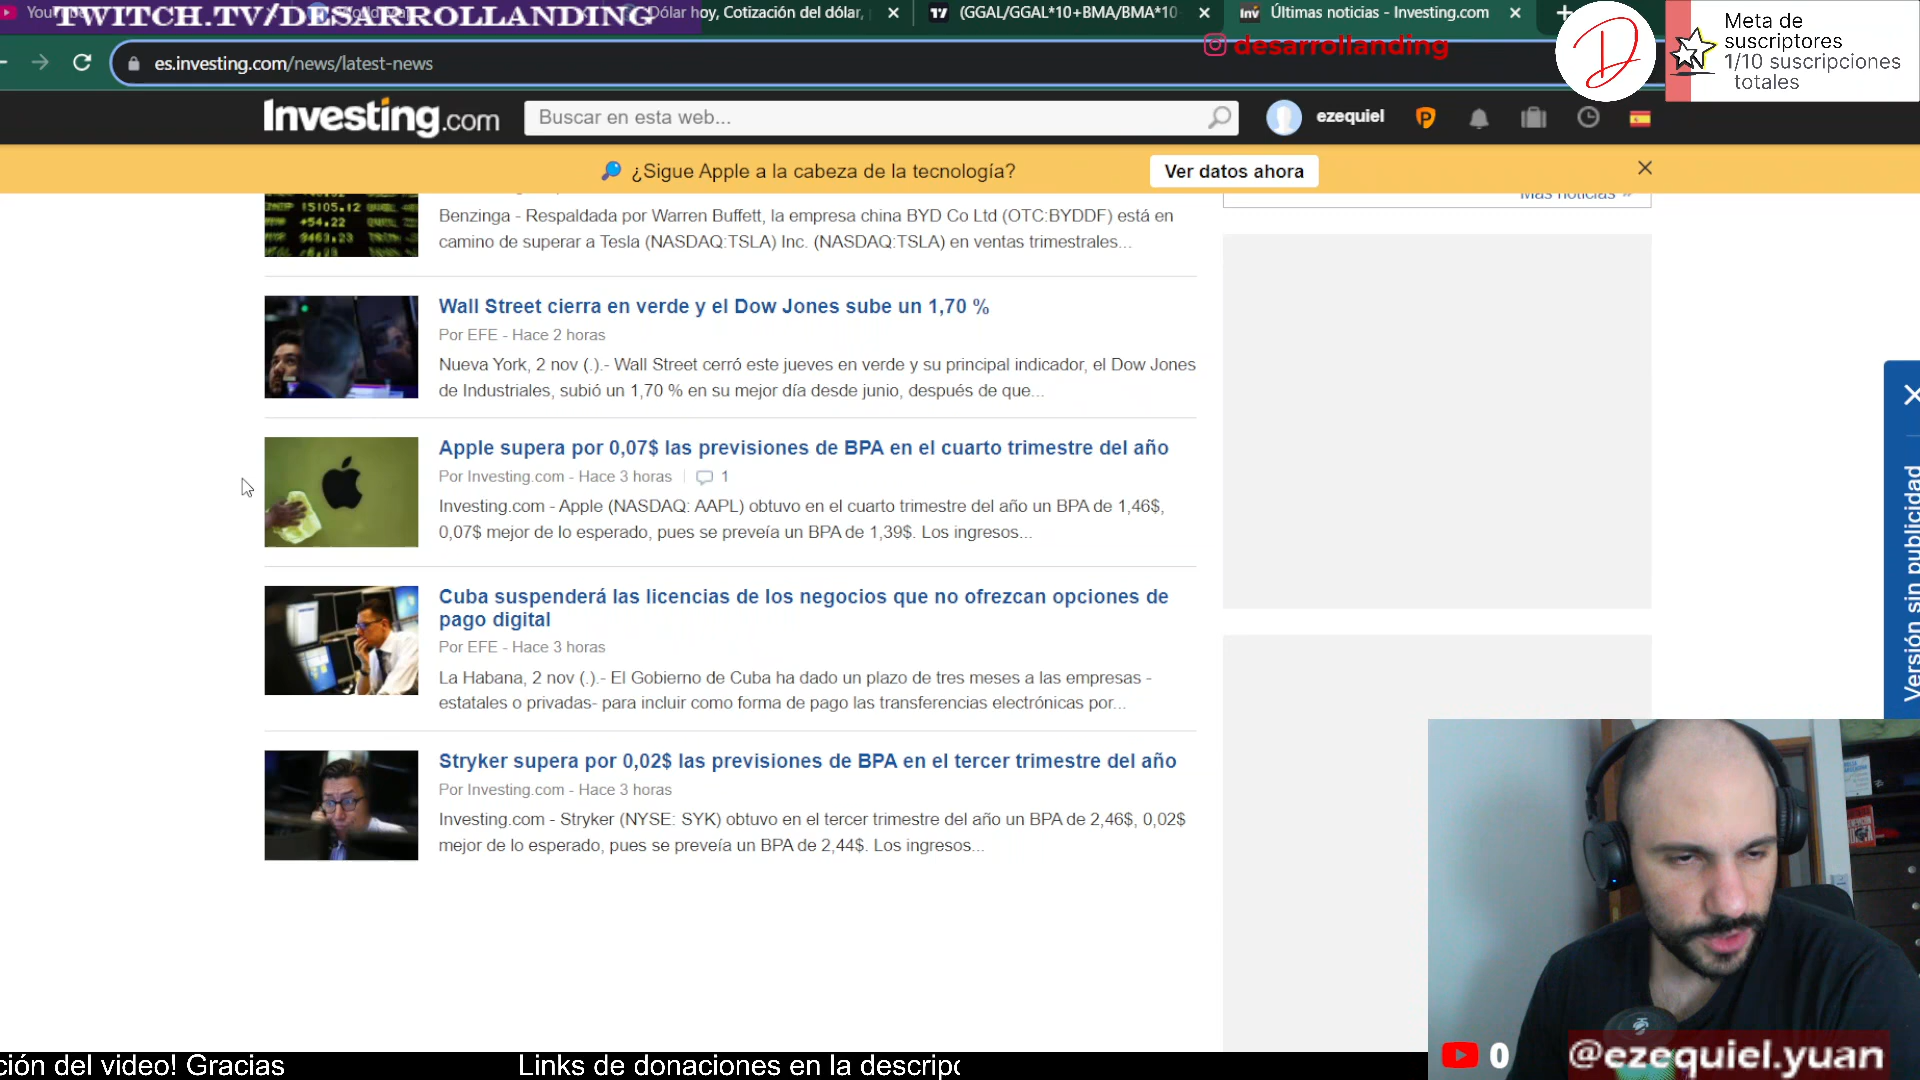 TWITCH.TV/DESARROLLANDING
Dólar hoy, Cotización del dólar,
(GGAL/GGAL*10+BMA/BMA*10
Inv Últimas noticias - Investing.com
desarrollanding
D
Meta de
suscriptores
1/10 suscripciones
totales
es.investing.com/news/latest-news
Investing.com
Buscar en esta web...
ezequiel
¿Sigue Apple a la cabeza de la tecnología?
Ver datos ahora
Más noticias »
15105.12
+54.22
9463.23
Benzinga - Respaldada por Warren Buffett, la empresa china BYD Co Ltd (OTC:BYDDF) está en
camino de superar a Tesla (NASDAQ:TSLA) Inc. (NASDAQ:TSLA) en ventas trimestrales...
Wall Street cierra en verde y el Dow Jones sube un 1,70 %
Por EFE - Hace 2 horas
Nueva York, 2 nov (.).- Wall Street cerró este jueves en verde y su principal indicador, el Dow Jones
de Industriales, subió un 1,70 % en su mejor día desde junio, después de que...
Apple supera por 0,07$ las previsiones de BPA en el cuarto trimestre del año
Por Investing.com - Hace 3 horas 1
Investing.com - Apple (NASDAQ: AAPL) obtuvo en el cuarto trimestre del año un BPA de 1,46$,
0,07$ mejor de lo esperado, pues se preveía un BPA de 1,39$. Los ingresos...
Cuba suspenderá las licencias de los negocios que no ofrezcan opciones de
pago digital
Por EFE - Hace 3 horas
La Habana, 2 nov (.).- El Gobierno de Cuba ha dado un plazo de tres meses a las empresas -
estatales o privadas- para incluir como forma de pago las transferencias electrónicas por...
Stryker supera por 0,02$ las previsiones de BPA en el tercer trimestre del año
Por Investing.com - Hace 3 horas
Investing.com - Stryker (NYSE: SYK) obtuvo en el tercer trimestre del año un BPA de 2,46$, 0,02$
mejor de lo esperado, pues se preveía un BPA de 2,44$. Los ingresos...
Versión sin publicidad
0
@ezequiel.yuan
ción del video! Gracias
Links de donaciones en la descripc